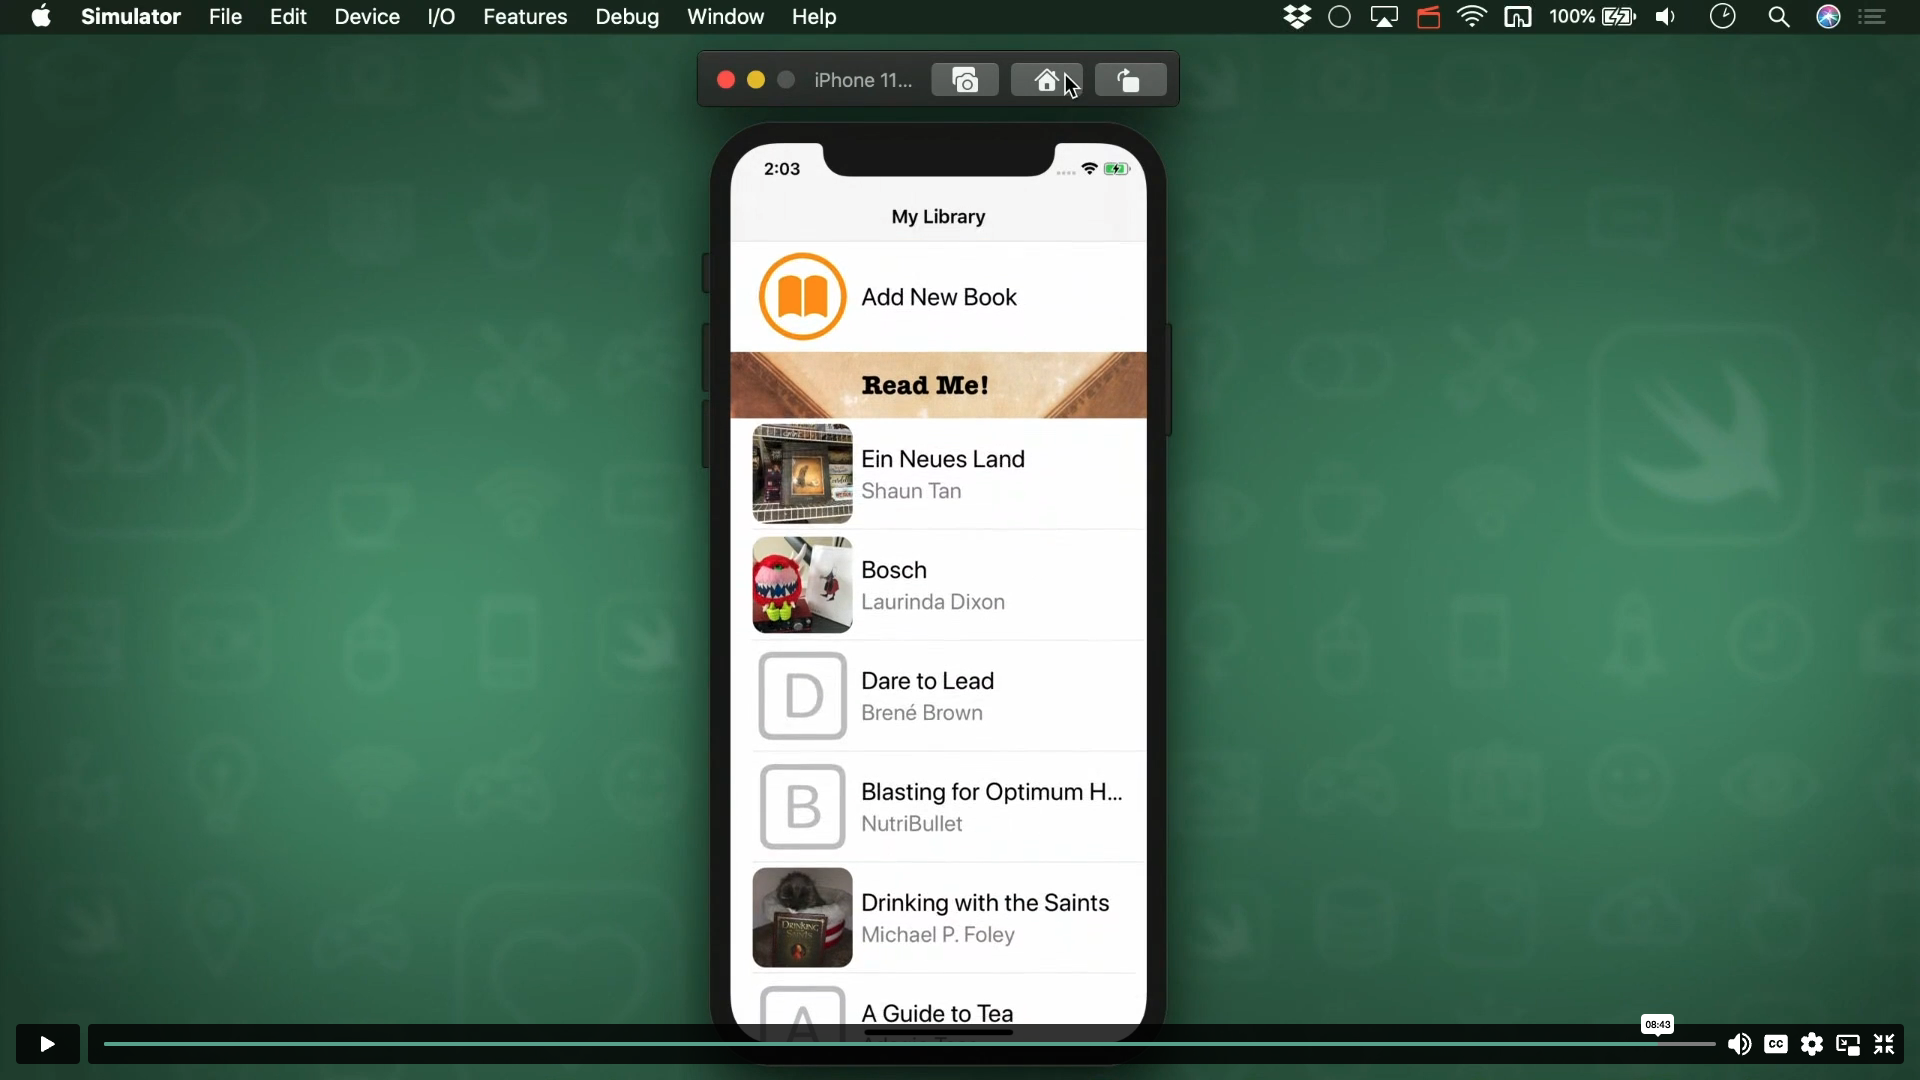 Simulator File Edit Device I/O Features Debug Window Help 100%
iPhone 11...
2:03
My Library
Add New Book
Read Me!
Ein Neues Land
Shaun Tan
Bosch
Laurinda Dixon
D
Dare to Lead
Brené Brown
B
Blasting for Optimum H...
NutriBullet
DRINKING
Drinking with the Saints
Michael P. Foley
A
A Guide to Tea
SDK
08:43
CC